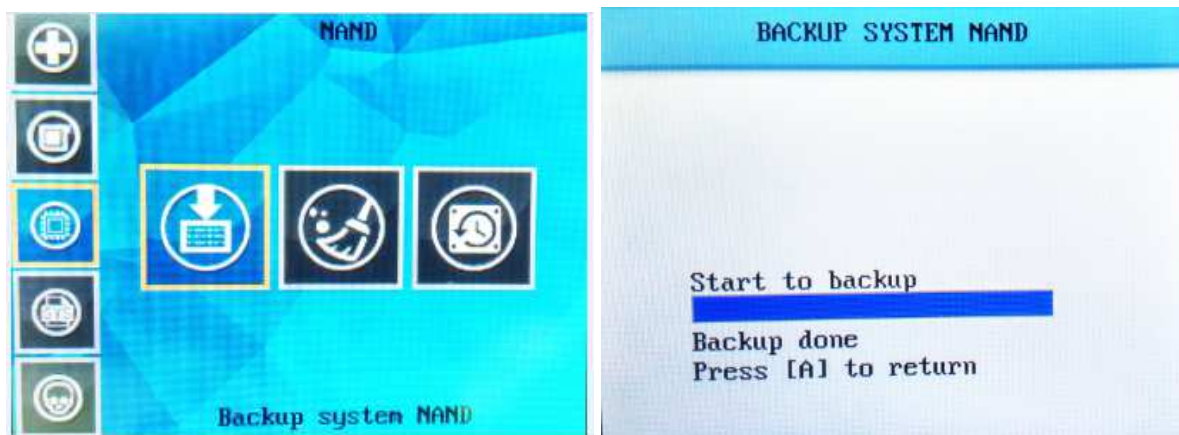 NAND
Backup system NAND
BACKUP SYSTEM NAND
Start to backup
Backup done
Press [A] to return